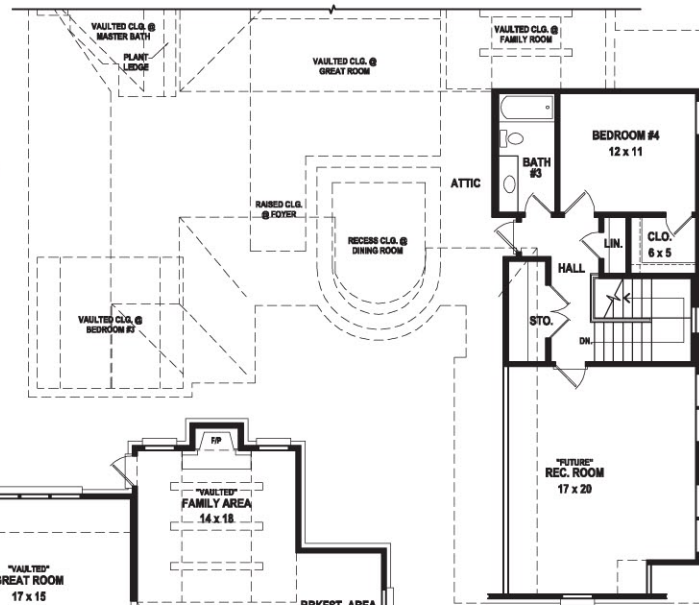 VAULTED CLG. @
MASTER BATH
PLANT
LEDGE
VAULTED CLG. @
GREAT ROOM
VAULTED CLG. @
FAMILY ROOM
BEDROOM #4
12 x 11
BATH
#3
ATTIC
RAISED CLG.
@ FOYER
RECESS CLG. @
DINING ROOM
LIN.
CLO.
6 x 5
HALL
STO.
DN.
VAULTED CLG. @
BEDROOM #3
F/P
"VAULTED"
FAMILY AREA
14 x 18
"FUTURE"
REC. ROOM
17 x 20
"VAULTED"
GREAT ROOM
17 x 15
BRKFST. AREA